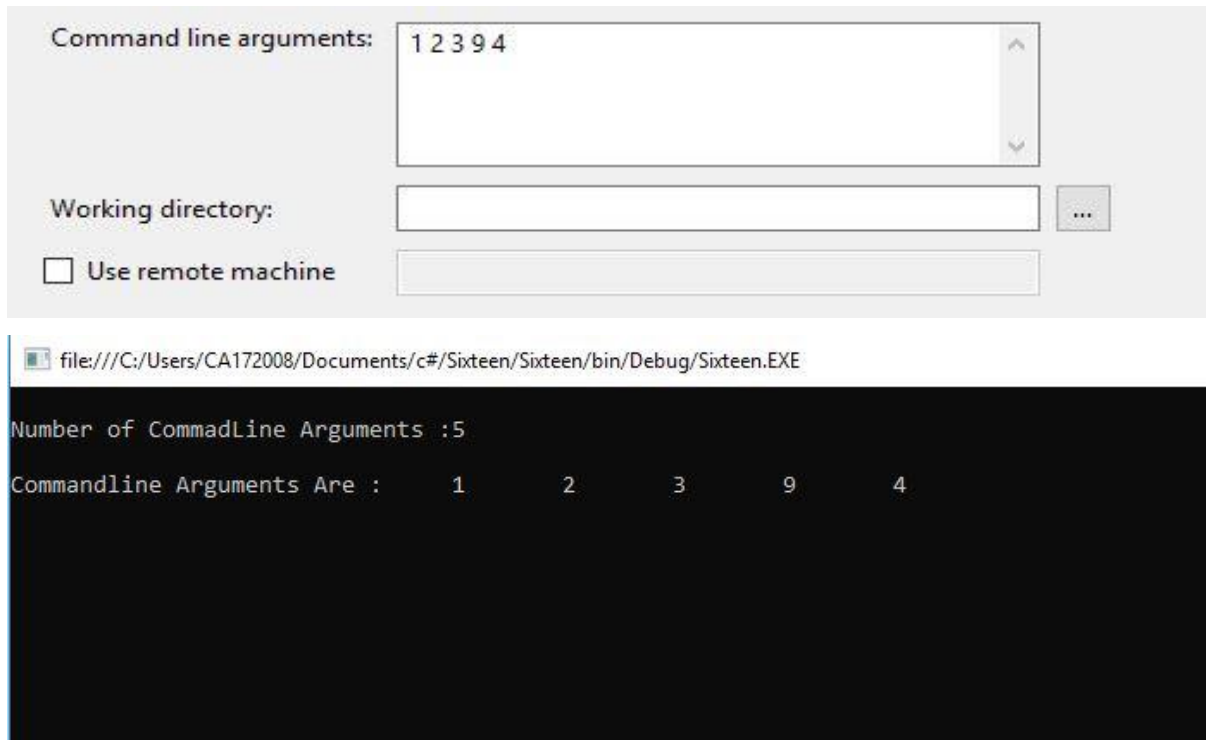 Command line arguments: 1 2 3 9 4
Working directory: ...
Use remote machine
file:///C:/Users/CA172008/Documents/c#/Sixteen/Sixteen/bin/Debug/Sixteen.EXE
Number of CommadLine Arguments :5
Commandline Arguments Are : 1 2 3 9 4